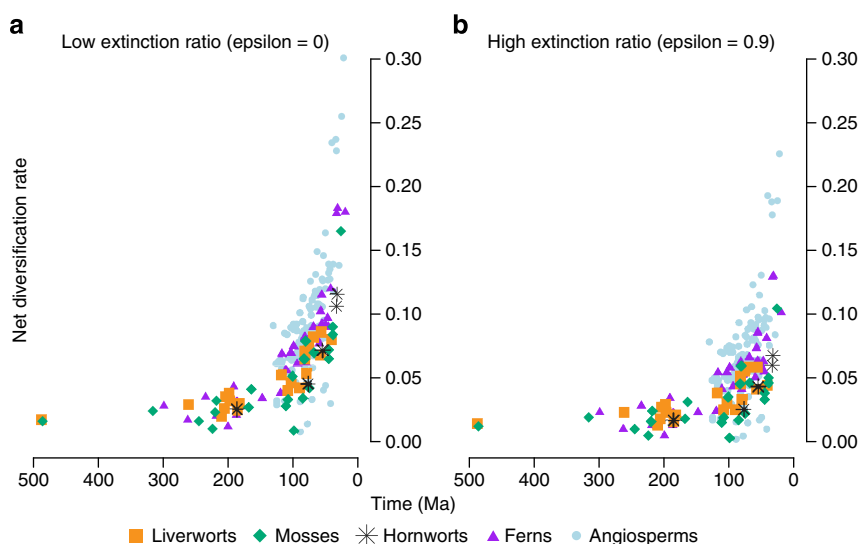 a
b
Low extinction ratio (epsilon = 0)
High extinction ratio (epsilon = 0.9)
0.30
0.25
0.20
0.15
0.10
0.05
0.00
0.30
0.25
0.20
0.15
0.10
0.05
0.00
Net diversification rate
500 400 300 200 100 0
500 400 300 200 100 0
Time (Ma)
Liverworts Mosses Hornworts Ferns Angiosperms